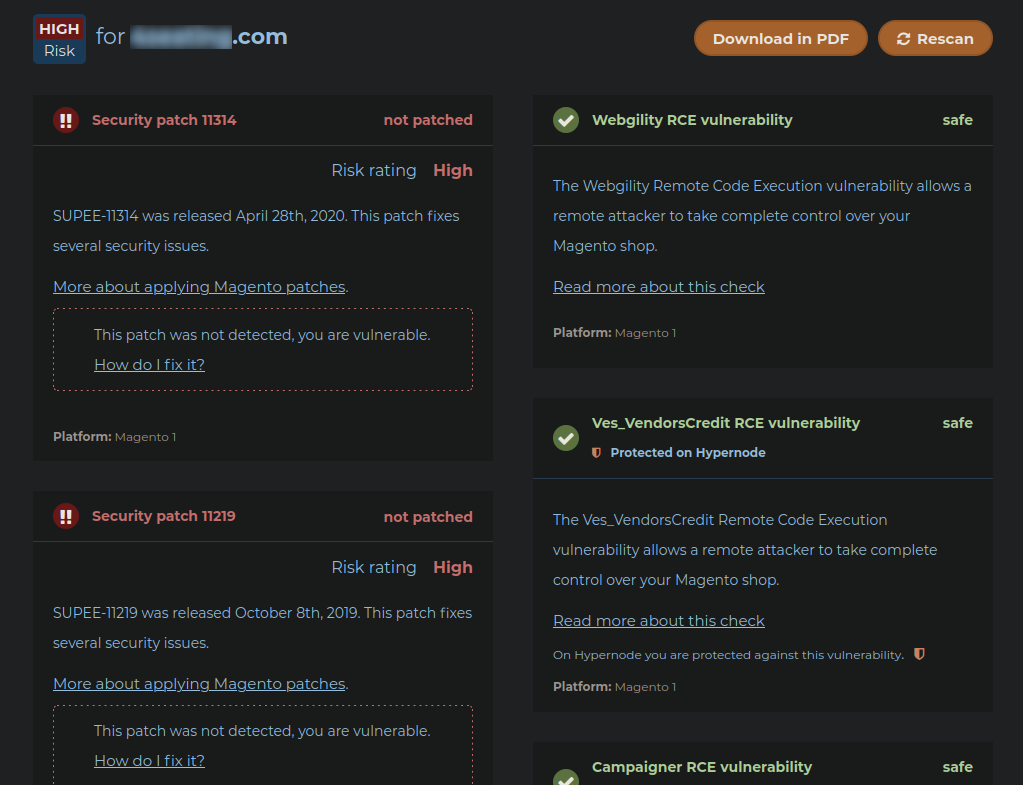 HIGH
Risk
for .com
Download in PDF
Rescan
Security patch 11314
not patched
Risk rating High
SUPEE-11314 was released April 28th, 2020. This patch fixes
several security issues.
More about applying Magento patches.
This patch was not detected, you are vulnerable.
How do I fix it?
Platform: Magento 1
Security patch 11219
not patched
Risk rating High
SUPEE-11219 was released October 8th, 2019. This patch fixes
several security issues.
More about applying Magento patches.
This patch was not detected, you are vulnerable.
How do I fix it?
Webgility RCE vulnerability
safe
The Webgility Remote Code Execution vulnerability allows a
remote attacker to take complete control over your
Magento shop.
Read more about this check
Platform: Magento 1
Ves_VendorsCredit RCE vulnerability
safe
Protected on Hypernode
The Ves_VendorsCredit Remote Code Execution
vulnerability allows a remote attacker to take complete
control over your Magento shop.
Read more about this check
On Hypernode you are protected against this vulnerability.
Platform: Magento 1
Campaigner RCE vulnerability
safe